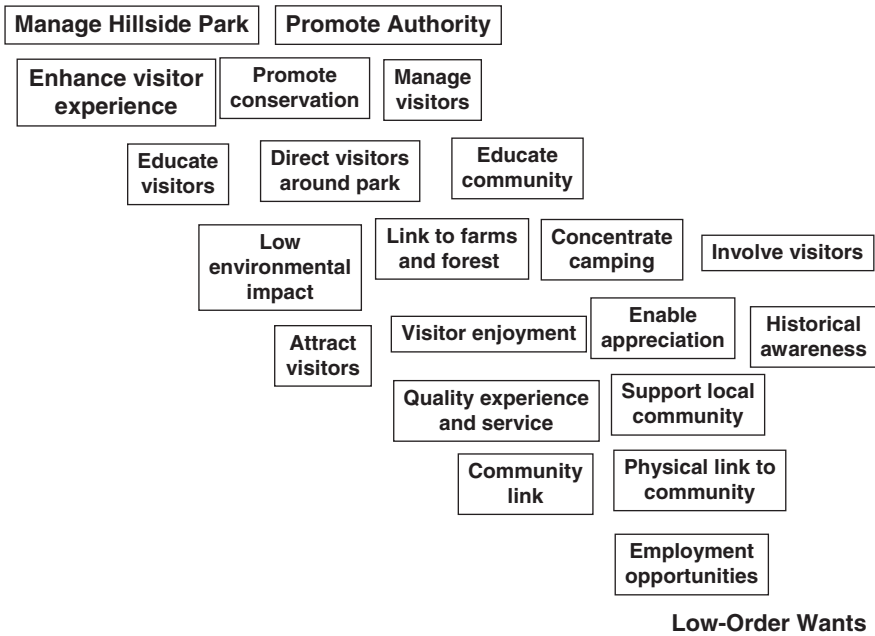 Manage Hillside Park
Promote Authority
Enhance visitor
experience
Promote
conservation
Manage
visitors
Educate
visitors
Direct visitors
around park
Educate
community
Low
environmental
impact
Link to farms
and forest
Concentrate
camping
Involve visitors
Attract
visitors
Visitor enjoyment
Enable
appreciation
Historical
awareness
Quality experience
and service
Support local
community
Community
link
Physical link to
community
Employment
opportunities
Low-Order Wants